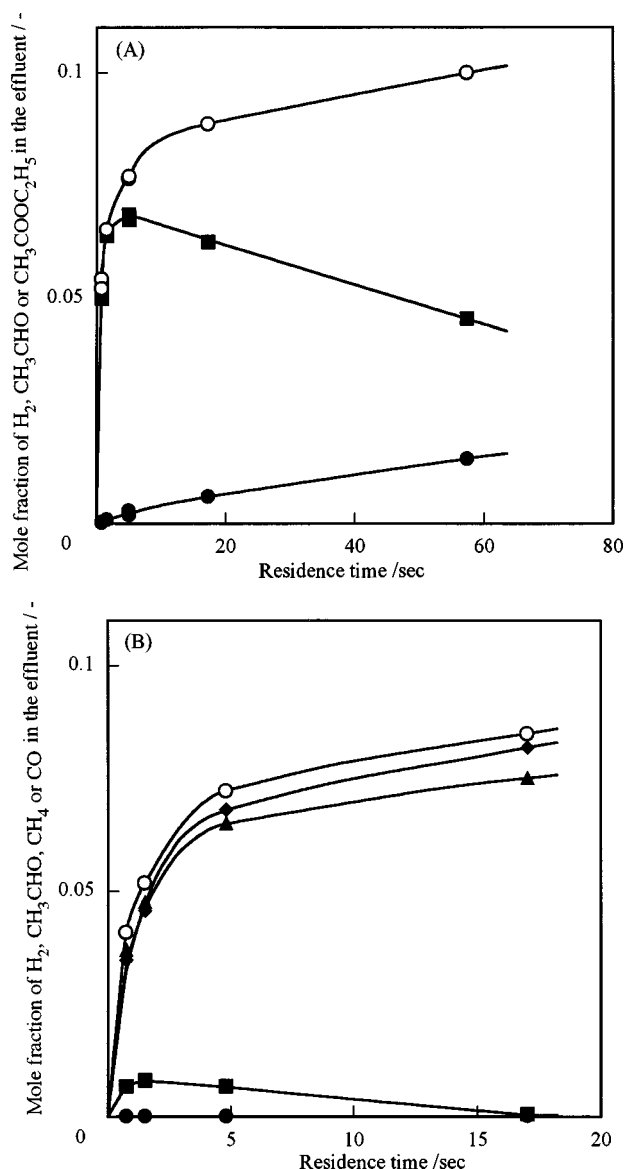 (A)
Mole fraction of H2, CH3CHO or CH3COOC2H5 in the effluent / -
0.1
0.05
0
20
40
60
80
Residence time /sec
(B)
Mole fraction of H2, CH3CHO, CH4 or CO in the effluent / -
0.1
0.05
0
5
10
15
20
Residence time /sec